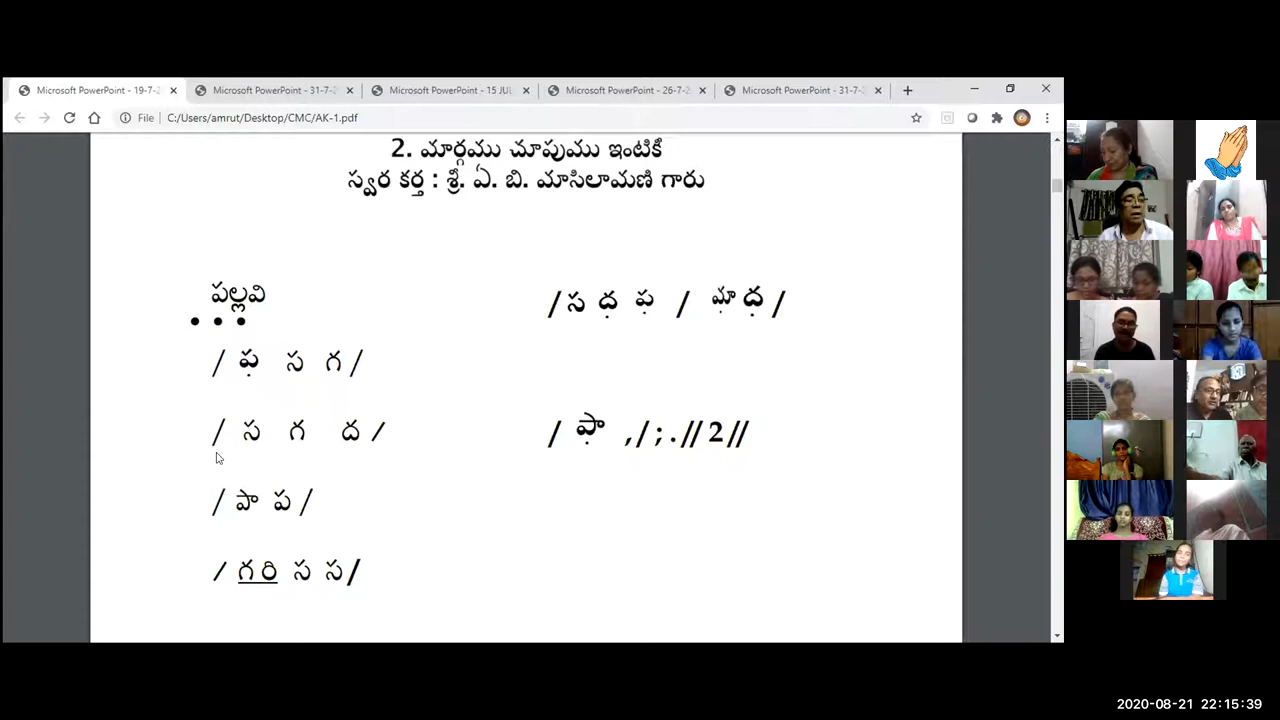 Microsoft PowerPoint - 19-7-2 Microsoft PowerPoint - 31-7-2 Microsoft PowerPoint - 15 JUL Microsoft PowerPoint - 26-7-2 Microsoft PowerPoint - 31-7-2
File C:/Users/amrut/Desktop/CMC/AK-1.pdf
2. మార్గము చూపుము ఇంటికి
స్వర కర్త : శ్రీ. ఏ. బి. మాసిలామణి గారు
పల్లవి
• • •
/ ప̣ స గ /
/ స గ ద /
/ పా ప /
/ గరి స స/
/ స ధ̣ ప̣ / మా̣ ధ̣ /
/ పా̣ , / ; . // 2 //
2020-08-21 22:15:39